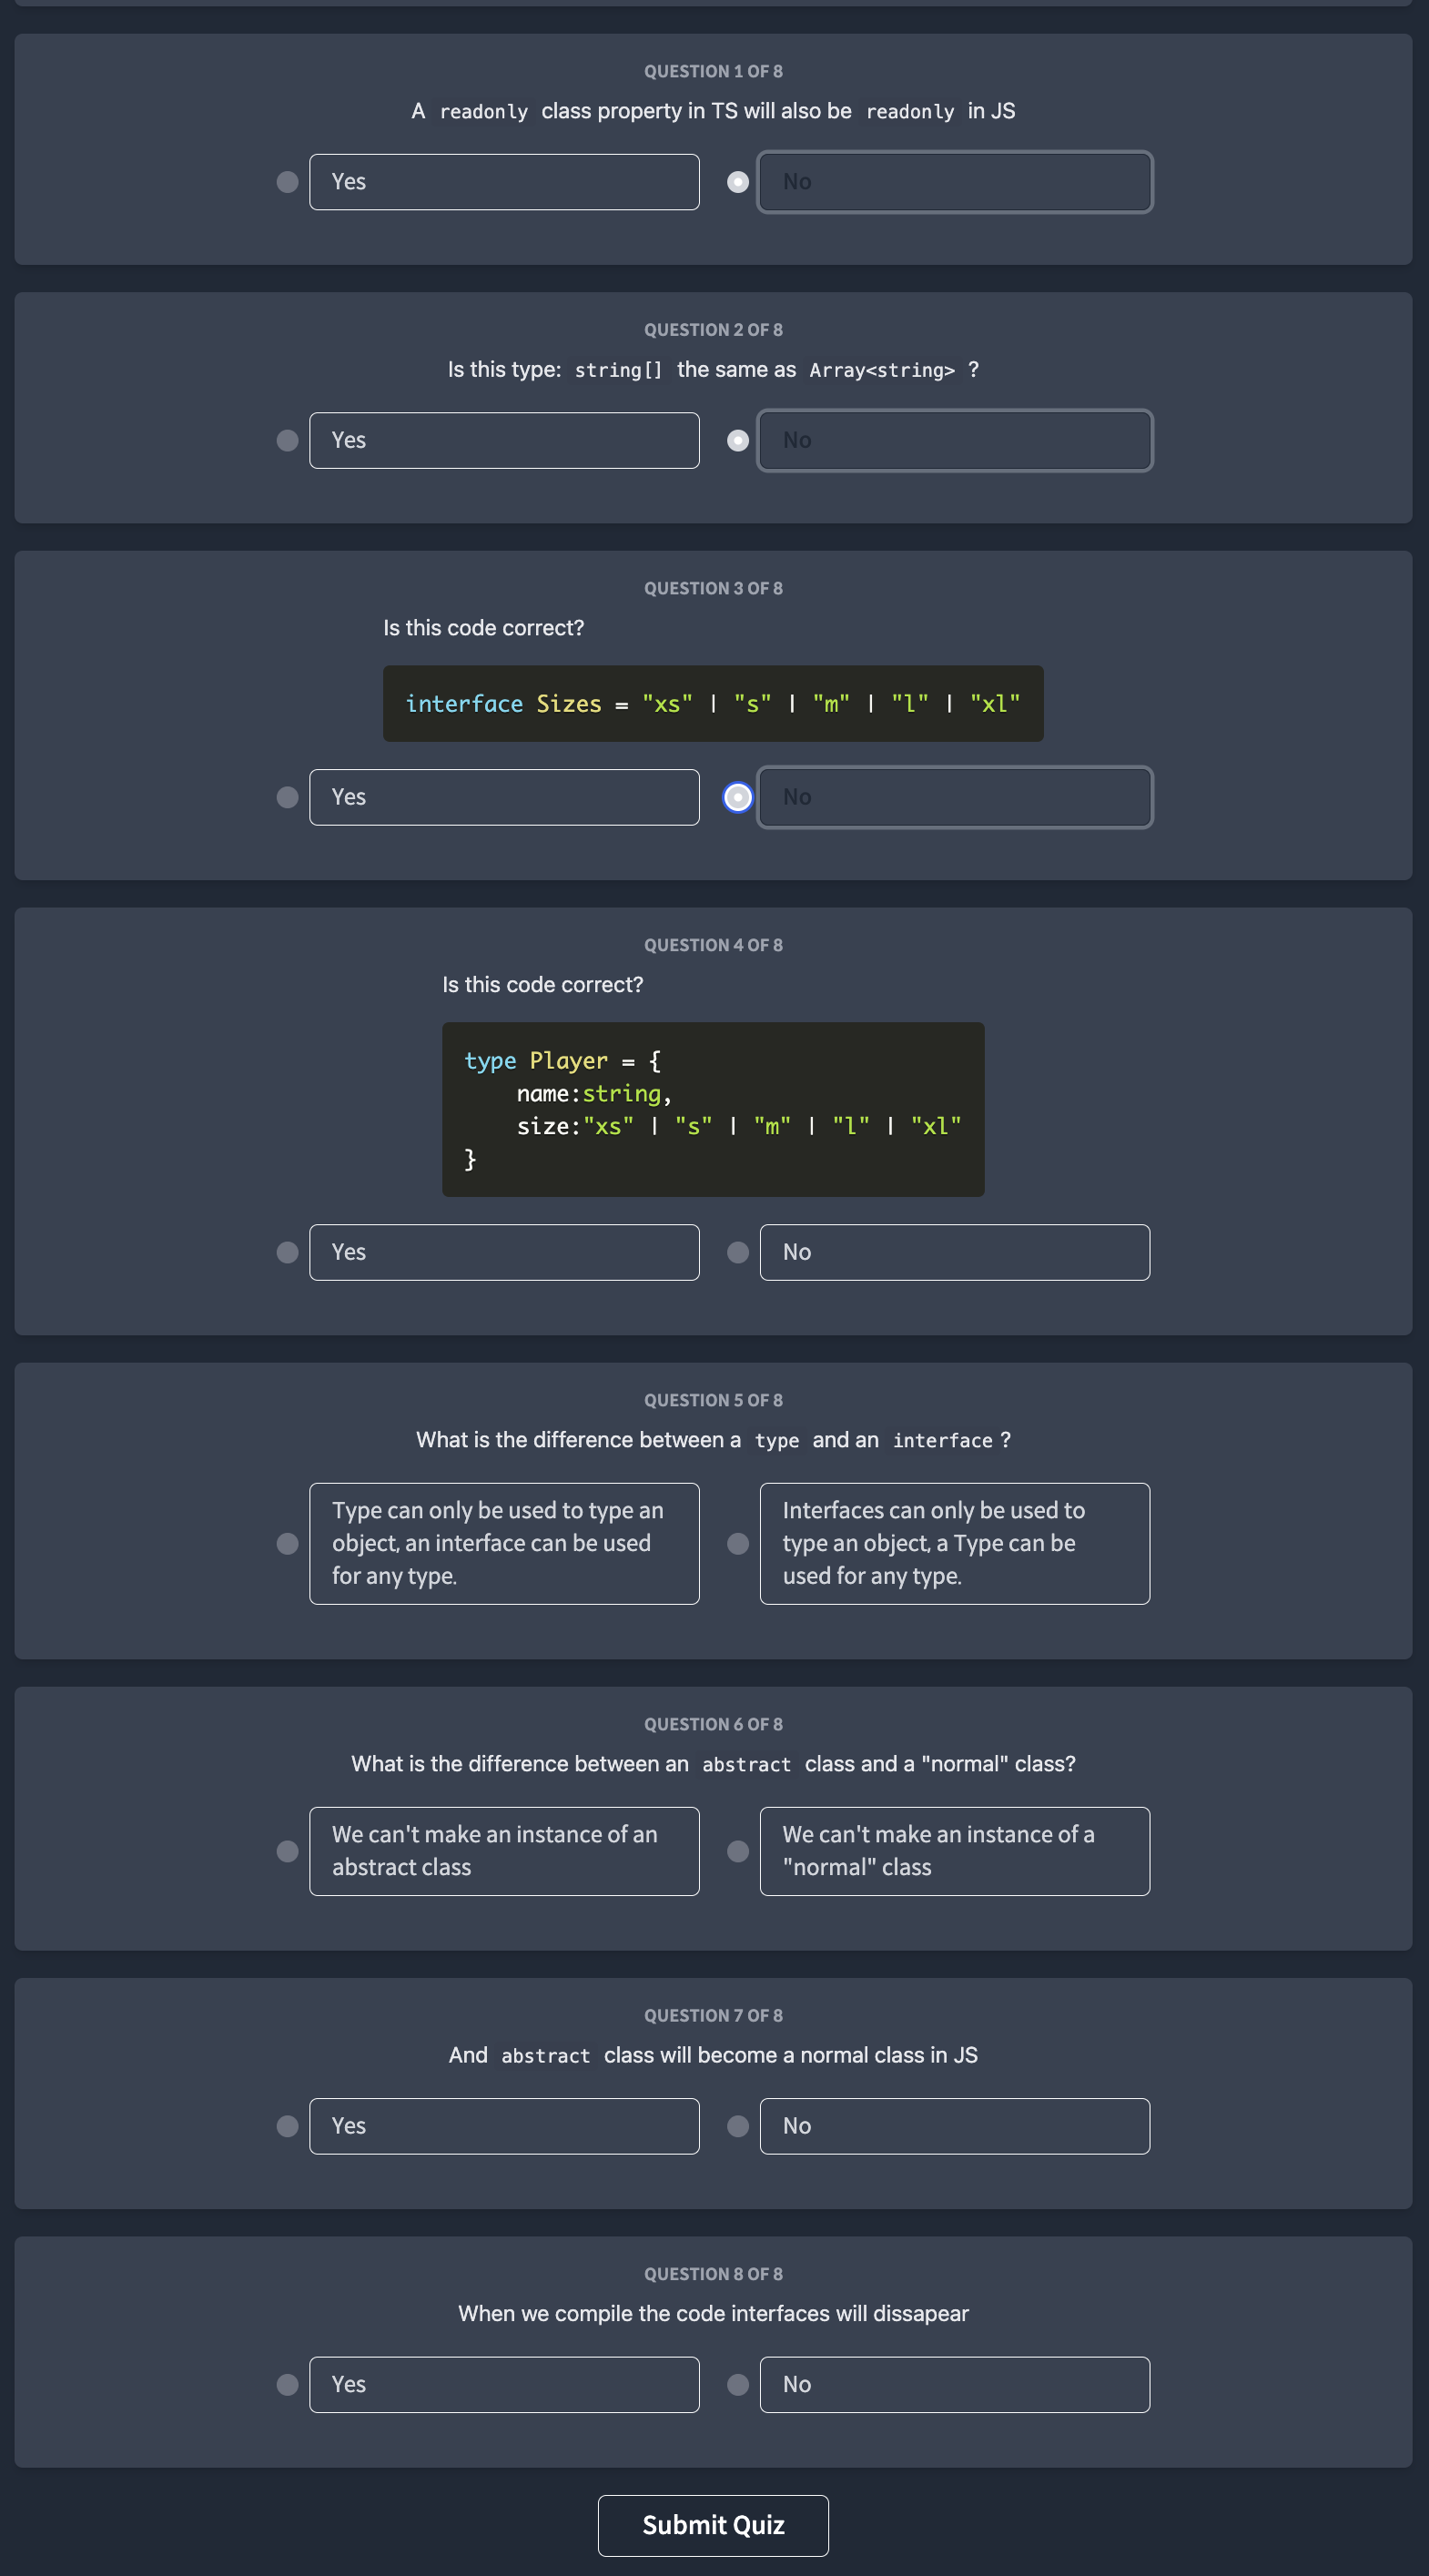 QUESTION 1 OF 8
A readonly class property in TS will also be readonly in JS
Yes
No
QUESTION 2 OF 8
Is this type: string[] the same as Array<string> ?
Yes
No
QUESTION 3 OF 8
Is this code correct?
interface Sizes = "xs" | "s" | "m" | "l" | "xl"
Yes
No
QUESTION 4 OF 8
Is this code correct?
type Player = {
    name:string,
    size:"xs" | "s" | "m" | "l" | "xl"
}
Yes
No
QUESTION 5 OF 8
What is the difference between a type and an interface ?
Type can only be used to type an
object, an interface can be used
for any type.
Interfaces can only be used to
type an object, a Type can be
used for any type.
QUESTION 6 OF 8
What is the difference between an abstract class and a "normal" class?
We can't make an instance of an
abstract class
We can't make an instance of a
"normal" class
QUESTION 7 OF 8
And abstract class will become a normal class in JS
Yes
No
QUESTION 8 OF 8
When we compile the code interfaces will dissapear
Yes
No
Submit Quiz